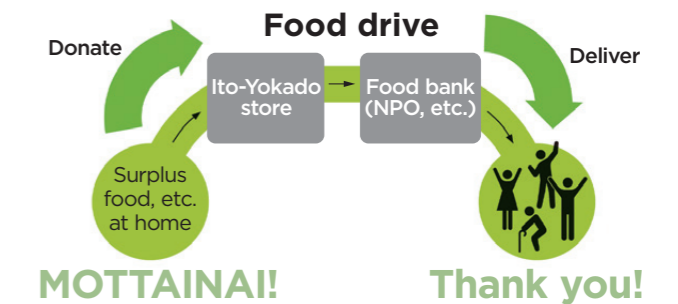 Food drive
Donate
Deliver
Ito-Yokado
store
Food bank
(NPO, etc.)
Surplus
food, etc.
at home
MOTTAINAI!
Thank you!